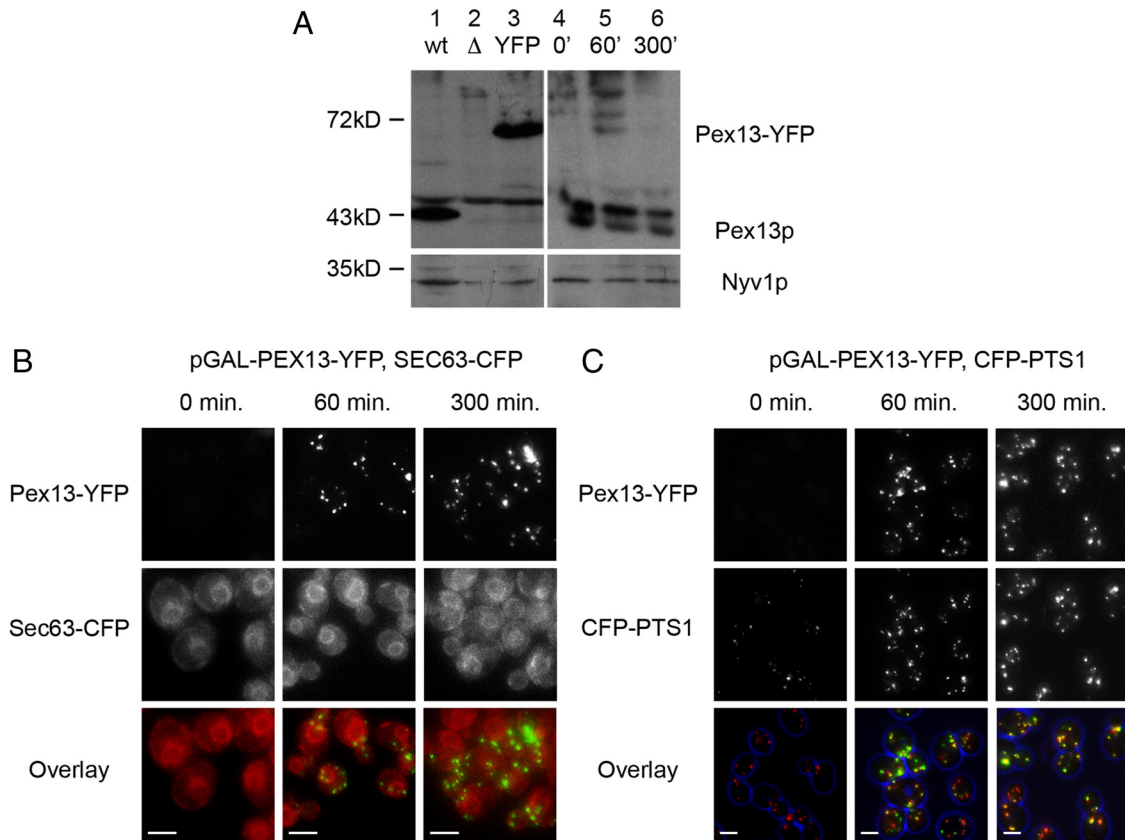 A
1 2 3 4 5 6
wt Δ YFP 0’ 60’ 300’
72kD
Pex13-YFP
43kD
Pex13p
35kD
Nyv1p
B
pGAL-PEX13-YFP, SEC63-CFP
0 min. 60 min. 300 min.
Pex13-YFP
Sec63-CFP
Overlay
C
pGAL-PEX13-YFP, CFP-PTS1
0 min. 60 min. 300 min.
Pex13-YFP
CFP-PTS1
Overlay